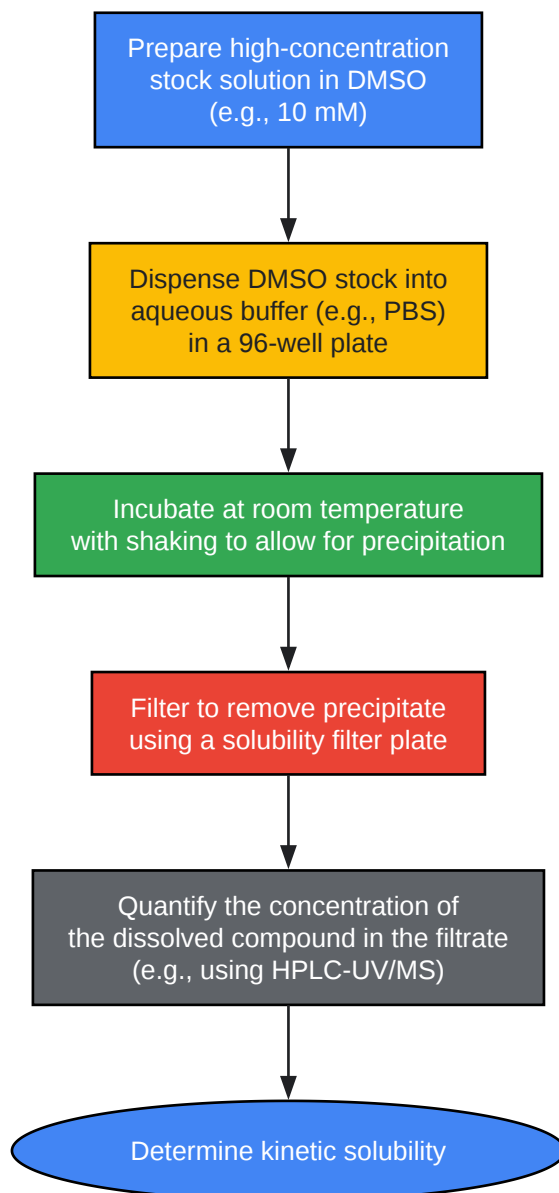 Prepare high-concentration
stock solution in DMSO
(e.g., 10 mM)
Dispense DMSO stock into
aqueous buffer (e.g., PBS)
in a 96-well plate
Incubate at room temperature
with shaking to allow for precipitation
Filter to remove precipitate
using a solubility filter plate
Quantify the concentration of
the dissolved compound in the filtrate
(e.g., using HPLC-UV/MS)
Determine kinetic solubility